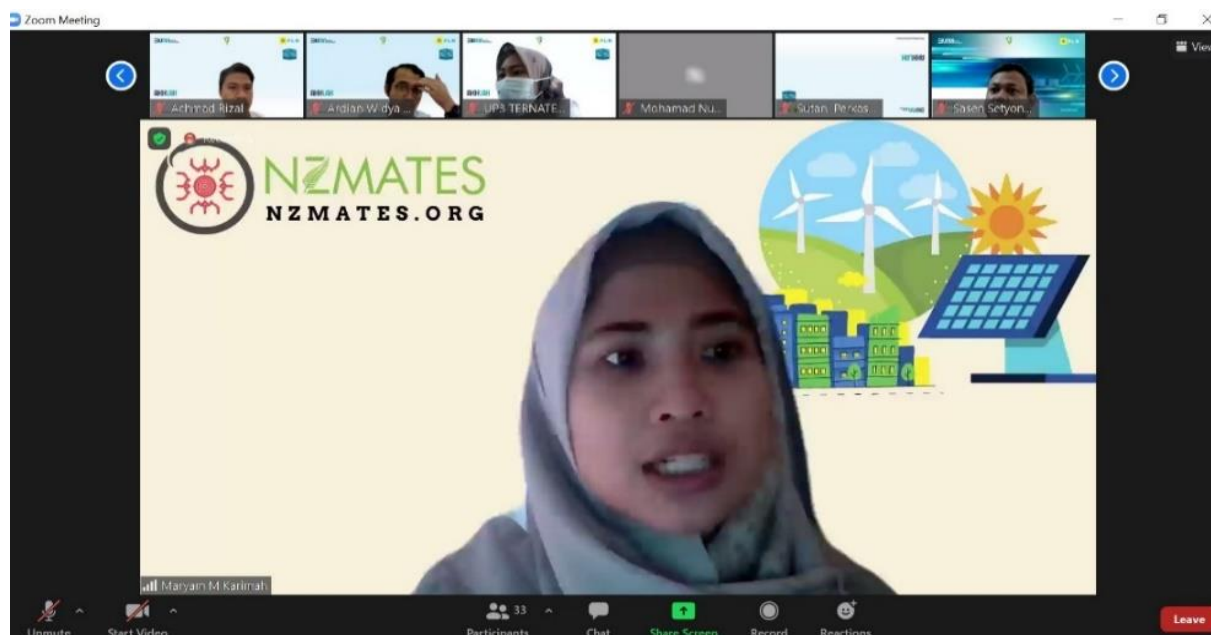 Zoom Meeting
View
Achmad Rizal
Ardian Widya
UP3 TERNATE...
Mohamad Nu...
Sutan Perkas...
Sasen Setyon...
NZMATES
NZMATES.ORG
Maryam M Karimah
Unmute
Start Video
33
Participants
Chat
Share Screen
Record
Reactions
Leave